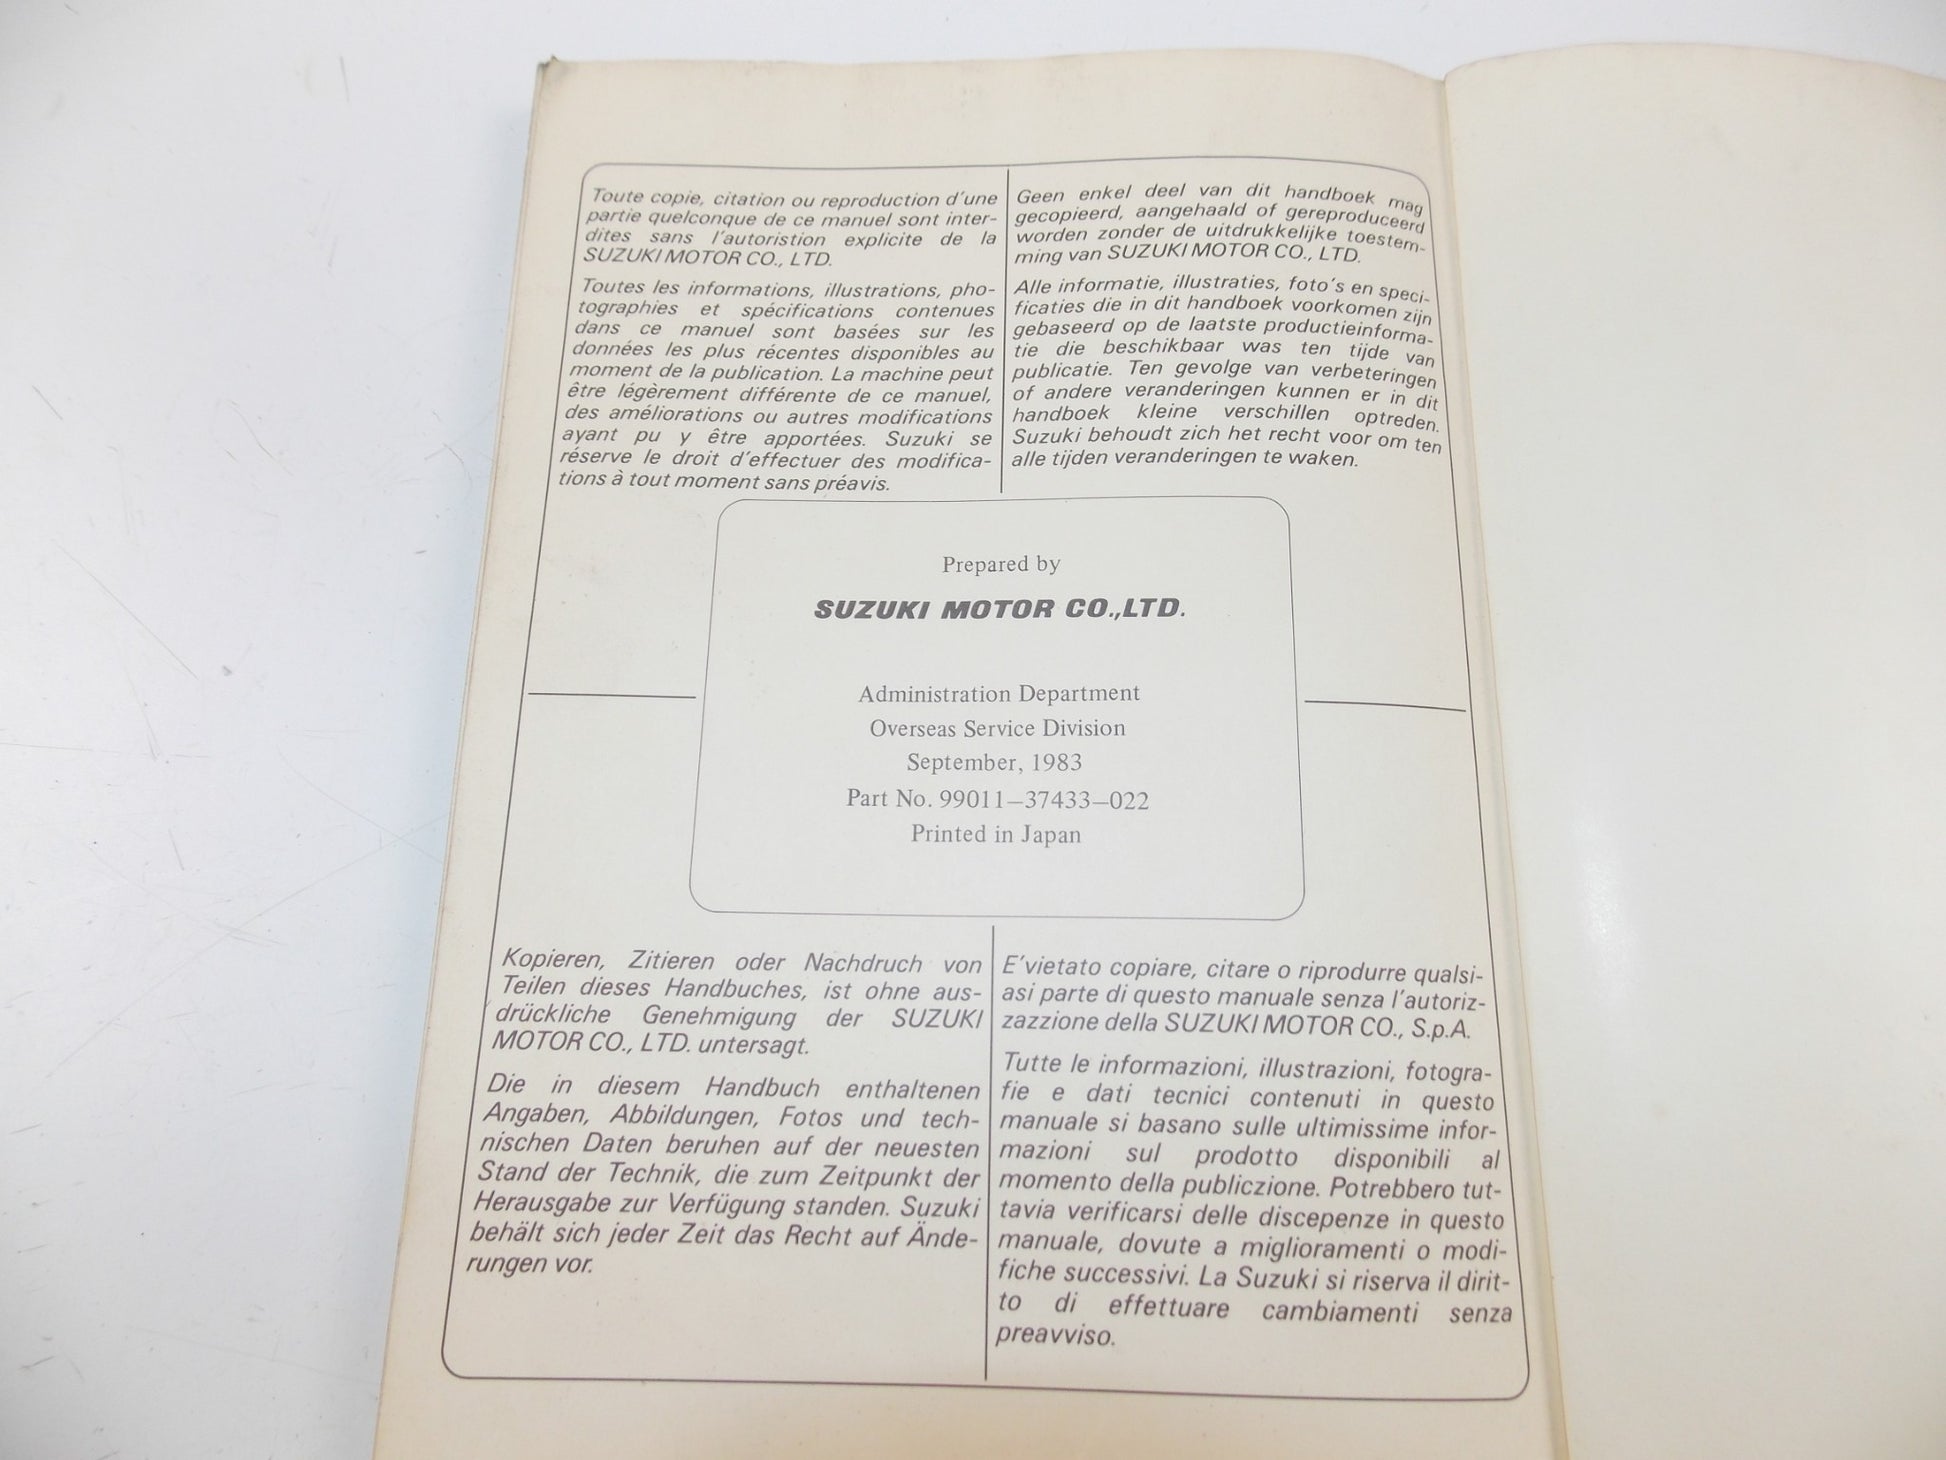 Toute copie, citation ou reproduction d'une
partie quelconque de ce manuel sont inter-
dites sans l'autoristion explicite de la
SUZUKI MOTOR CO., LTD.
Toutes les informations, illustrations, pho-
tographies et spécifications contenues
dans ce manuel sont basées sur les
données les plus récentes disponibles au
moment de la publication. La machine peut
être légèrement différente de ce manuel,
des améliorations ou autres modifications
ayant pu y être apportées. Suzuki se
réserve le droit d'effectuer des modifica-
tions à tout moment sans préavis.
Geen enkel deel van dit handboek mag
gecopieerd, aangehaald of gereproduceerd
worden zonder de uitdrukkelijke toestem-
ming van SUZUKI MOTOR CO., LTD.
Alle informatie, illustraties, foto's en speci-
ficaties die in dit handboek voorkomen zijn
gebaseerd op de laatste productieinforma-
tie die beschikbaar was ten tijde van
publicatie. Ten gevolge van verbeteringen
of andere veranderingen kunnen er in dit
handboek kleine verschillen optreden.
Suzuki behoudt zich het recht voor om ten
alle tijden veranderingen te waken.
Prepared by
SUZUKI MOTOR CO.,LTD.
Administration Department
Overseas Service Division
September, 1983
Part No. 99011–37433–022
Printed in Japan
Kopieren, Zitieren oder Nachdruch von
Teilen dieses Handbuches, ist ohne aus-
drückliche Genehmigung der SUZUKI
MOTOR CO., LTD. untersagt.
Die in diesem Handbuch enthaltenen
Angaben, Abbildungen, Fotos und tech-
nischen Daten beruhen auf der neuesten
Stand der Technik, die zum Zeitpunkt der
Herausgabe zur Verfügung standen. Suzuki
behält sich jeder Zeit das Recht auf Ände-
rungen vor.
E'vietato copiare, citare o riprodurre qualsi-
asi parte di questo manuale senza l'autoriz-
zazzione della SUZUKI MOTOR CO., S.p.A.
Tutte le informazioni, illustrazioni, fotogra-
fie e dati tecnici contenuti in questo
manuale si basano sulle ultimissime infor-
mazioni sul prodotto disponibili al
momento della publiczione. Potrebbero tut-
tavia verificarsi delle discepenze in questo
manuale, dovute a miglioramenti o modi-
fiche successivi. La Suzuki si riserva il dirit-
to di effettuare cambiamenti senza
preavviso.